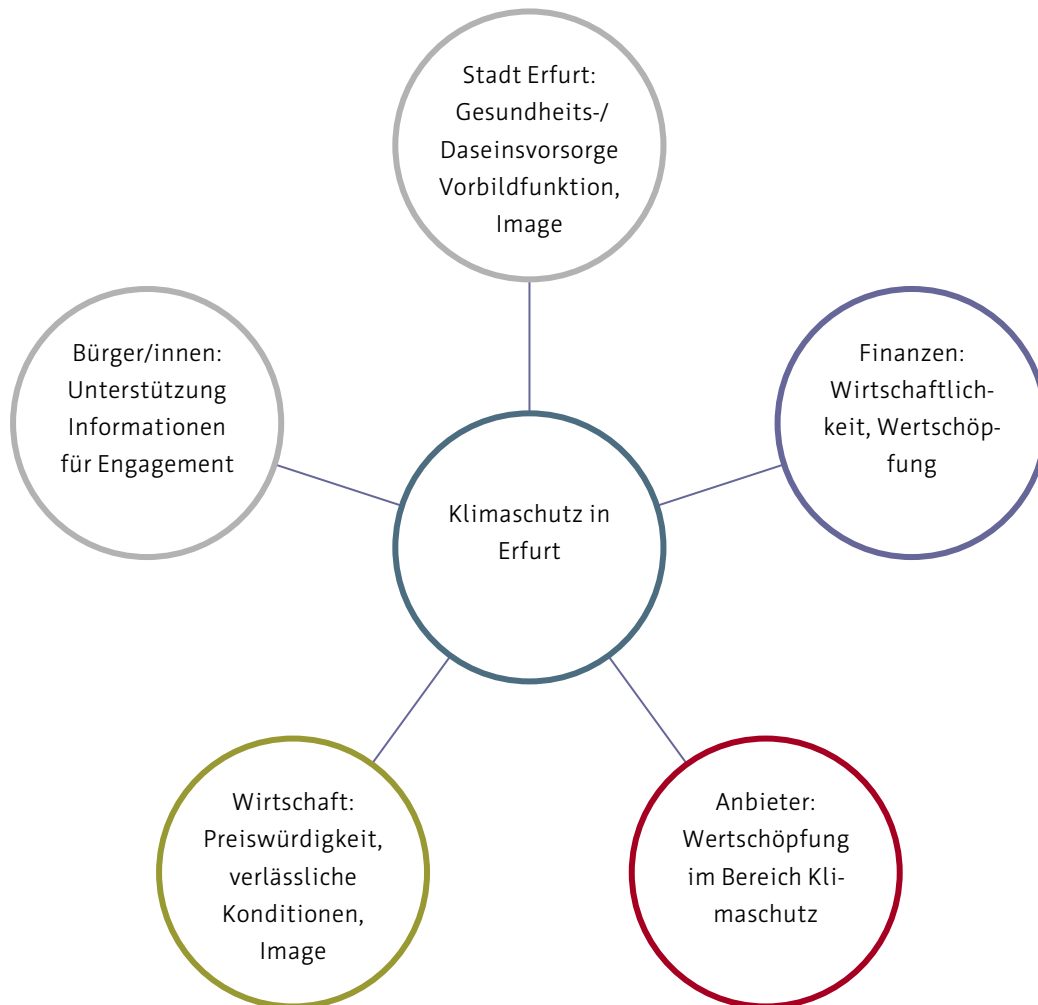 Stadt Erfurt:
Gesundheits-/
Daseinsvorsorge
Vorbildfunktion,
Image
Bürger/innen:
Unterstützung
Informationen
für Engagement
Finanzen:
Wirtschaftlich-
keit, Wertschöp-
fung
Klimaschutz in
Erfurt
Wirtschaft:
Preiswürdigkeit,
verlässliche
Konditionen,
Image
Anbieter:
Wertschöpfung
im Bereich Kli-
maschutz